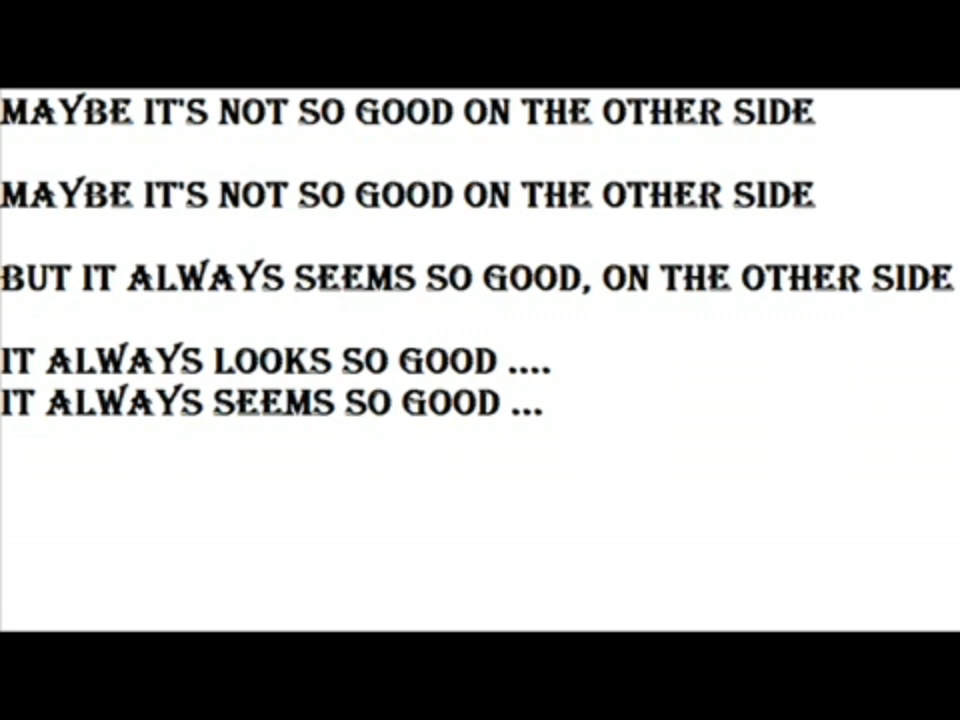 MAYBE IT'S NOT SO GOOD ON THE OTHER SIDE
MAYBE IT'S NOT SO GOOD ON THE OTHER SIDE
BUT IT ALWAYS SEEMS SO GOOD, ON THE OTHER SIDE
IT ALWAYS LOOKS SO GOOD ....
IT ALWAYS SEEMS SO GOOD ...